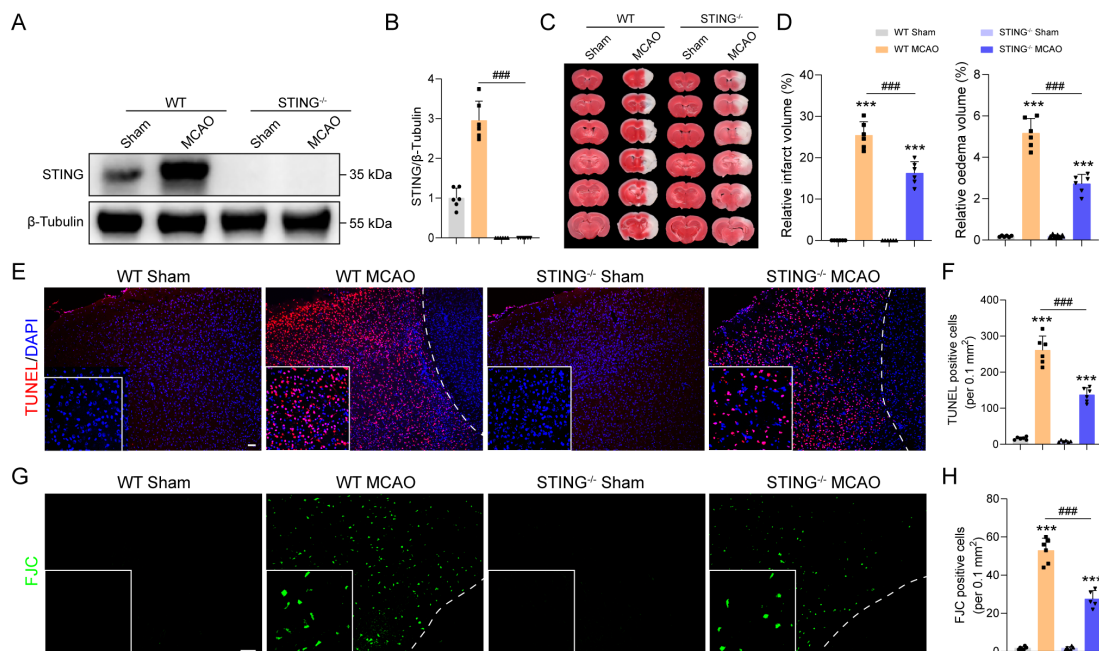 A
WT
STING-/-
Sham
MCAO
Sham
MCAO
STING
35 kDa
β-Tubulin
55 kDa
B
STING/β-Tubulin
4
3
2
1
0
###
C
WT
STING-/-
Sham
MCAO
Sham
MCAO
D
WT Sham
STING-/- Sham
WT MCAO
STING-/- MCAO
Relative infarct volume (%)
40
30
20
10
0
***
###
***
Relative oedema volume (%)
8
6
4
2
0
***
###
***
E
WT Sham
WT MCAO
STING-/- Sham
STING-/- MCAO
TUNEL/DAPI
F
TUNEL positive cells
(per 0.1 mm²)
400
300
200
100
0
***
###
***
G
WT Sham
WT MCAO
STING-/- Sham
STING-/- MCAO
FJC
H
FJC positive cells
(per 0.1 mm²)
60
40
20
0
***
###
***